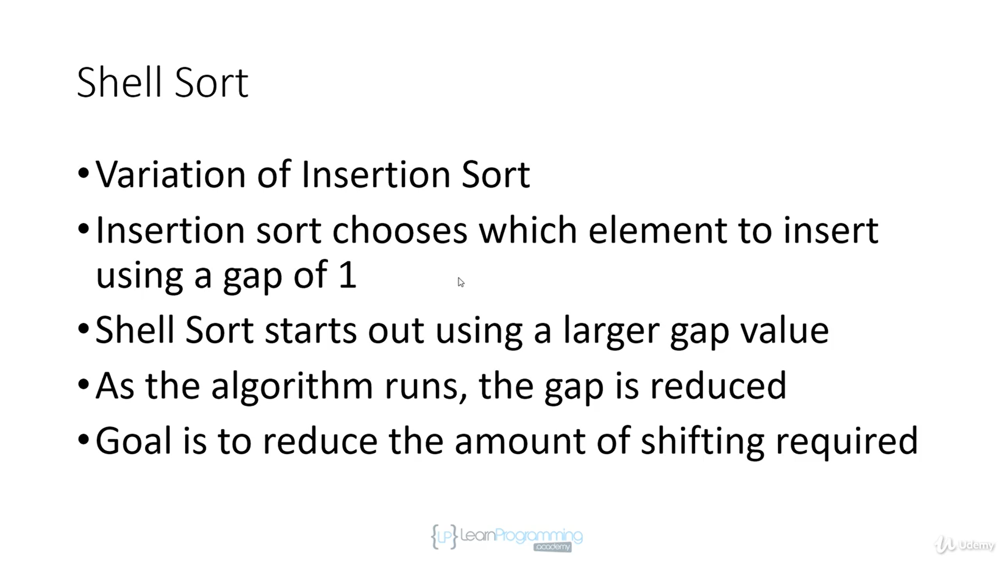 Shell Sort
•Variation of Insertion Sort
•Insertion sort chooses which element to insert
using a gap of 1
•Shell Sort starts out using a larger gap value
•As the algorithm runs, the gap is reduced
•Goal is to reduce the amount of shifting required
{LP} LearnProgramming
academy
Udemy